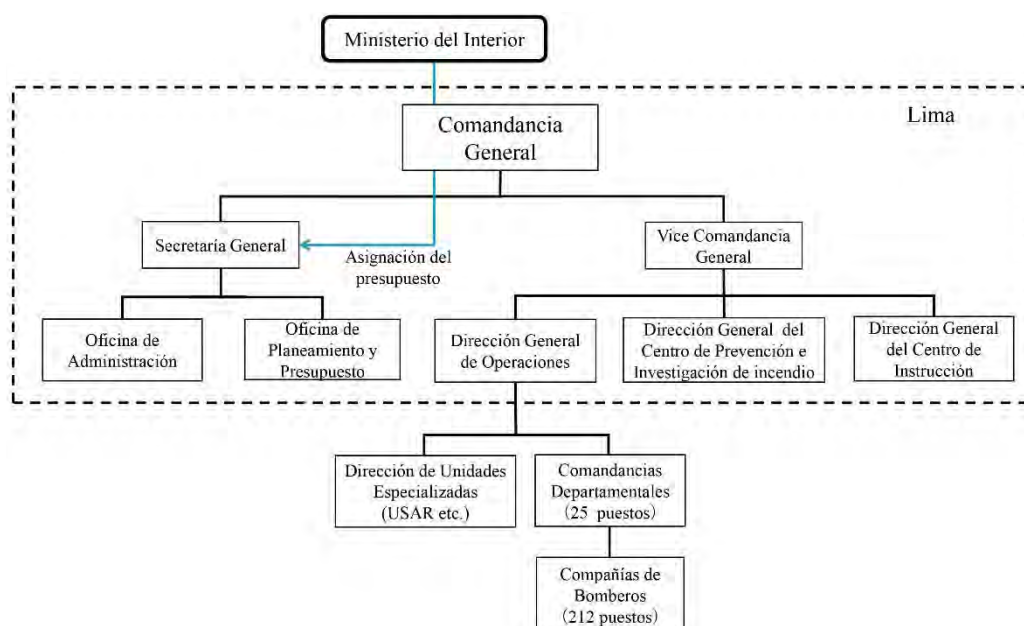 Ministerio del Interior
Lima
Comandancia
General
Secretaría General
Asignación del
presupuesto
Vice Comandancia
General
Oficina de
Administración
Oficina de
Planeamiento y
Presupuesto
Dirección General
de Operaciones
Dirección General del
Centro de Prevención e
Investigación de incendio
Dirección General
del Centro de
Instrucción
Dirección de Unidades
Especializadas
(USAR etc.)
Comandancias
Departamentales
(25 puestos)
Compañías de
Bomberos
(212 puestos)